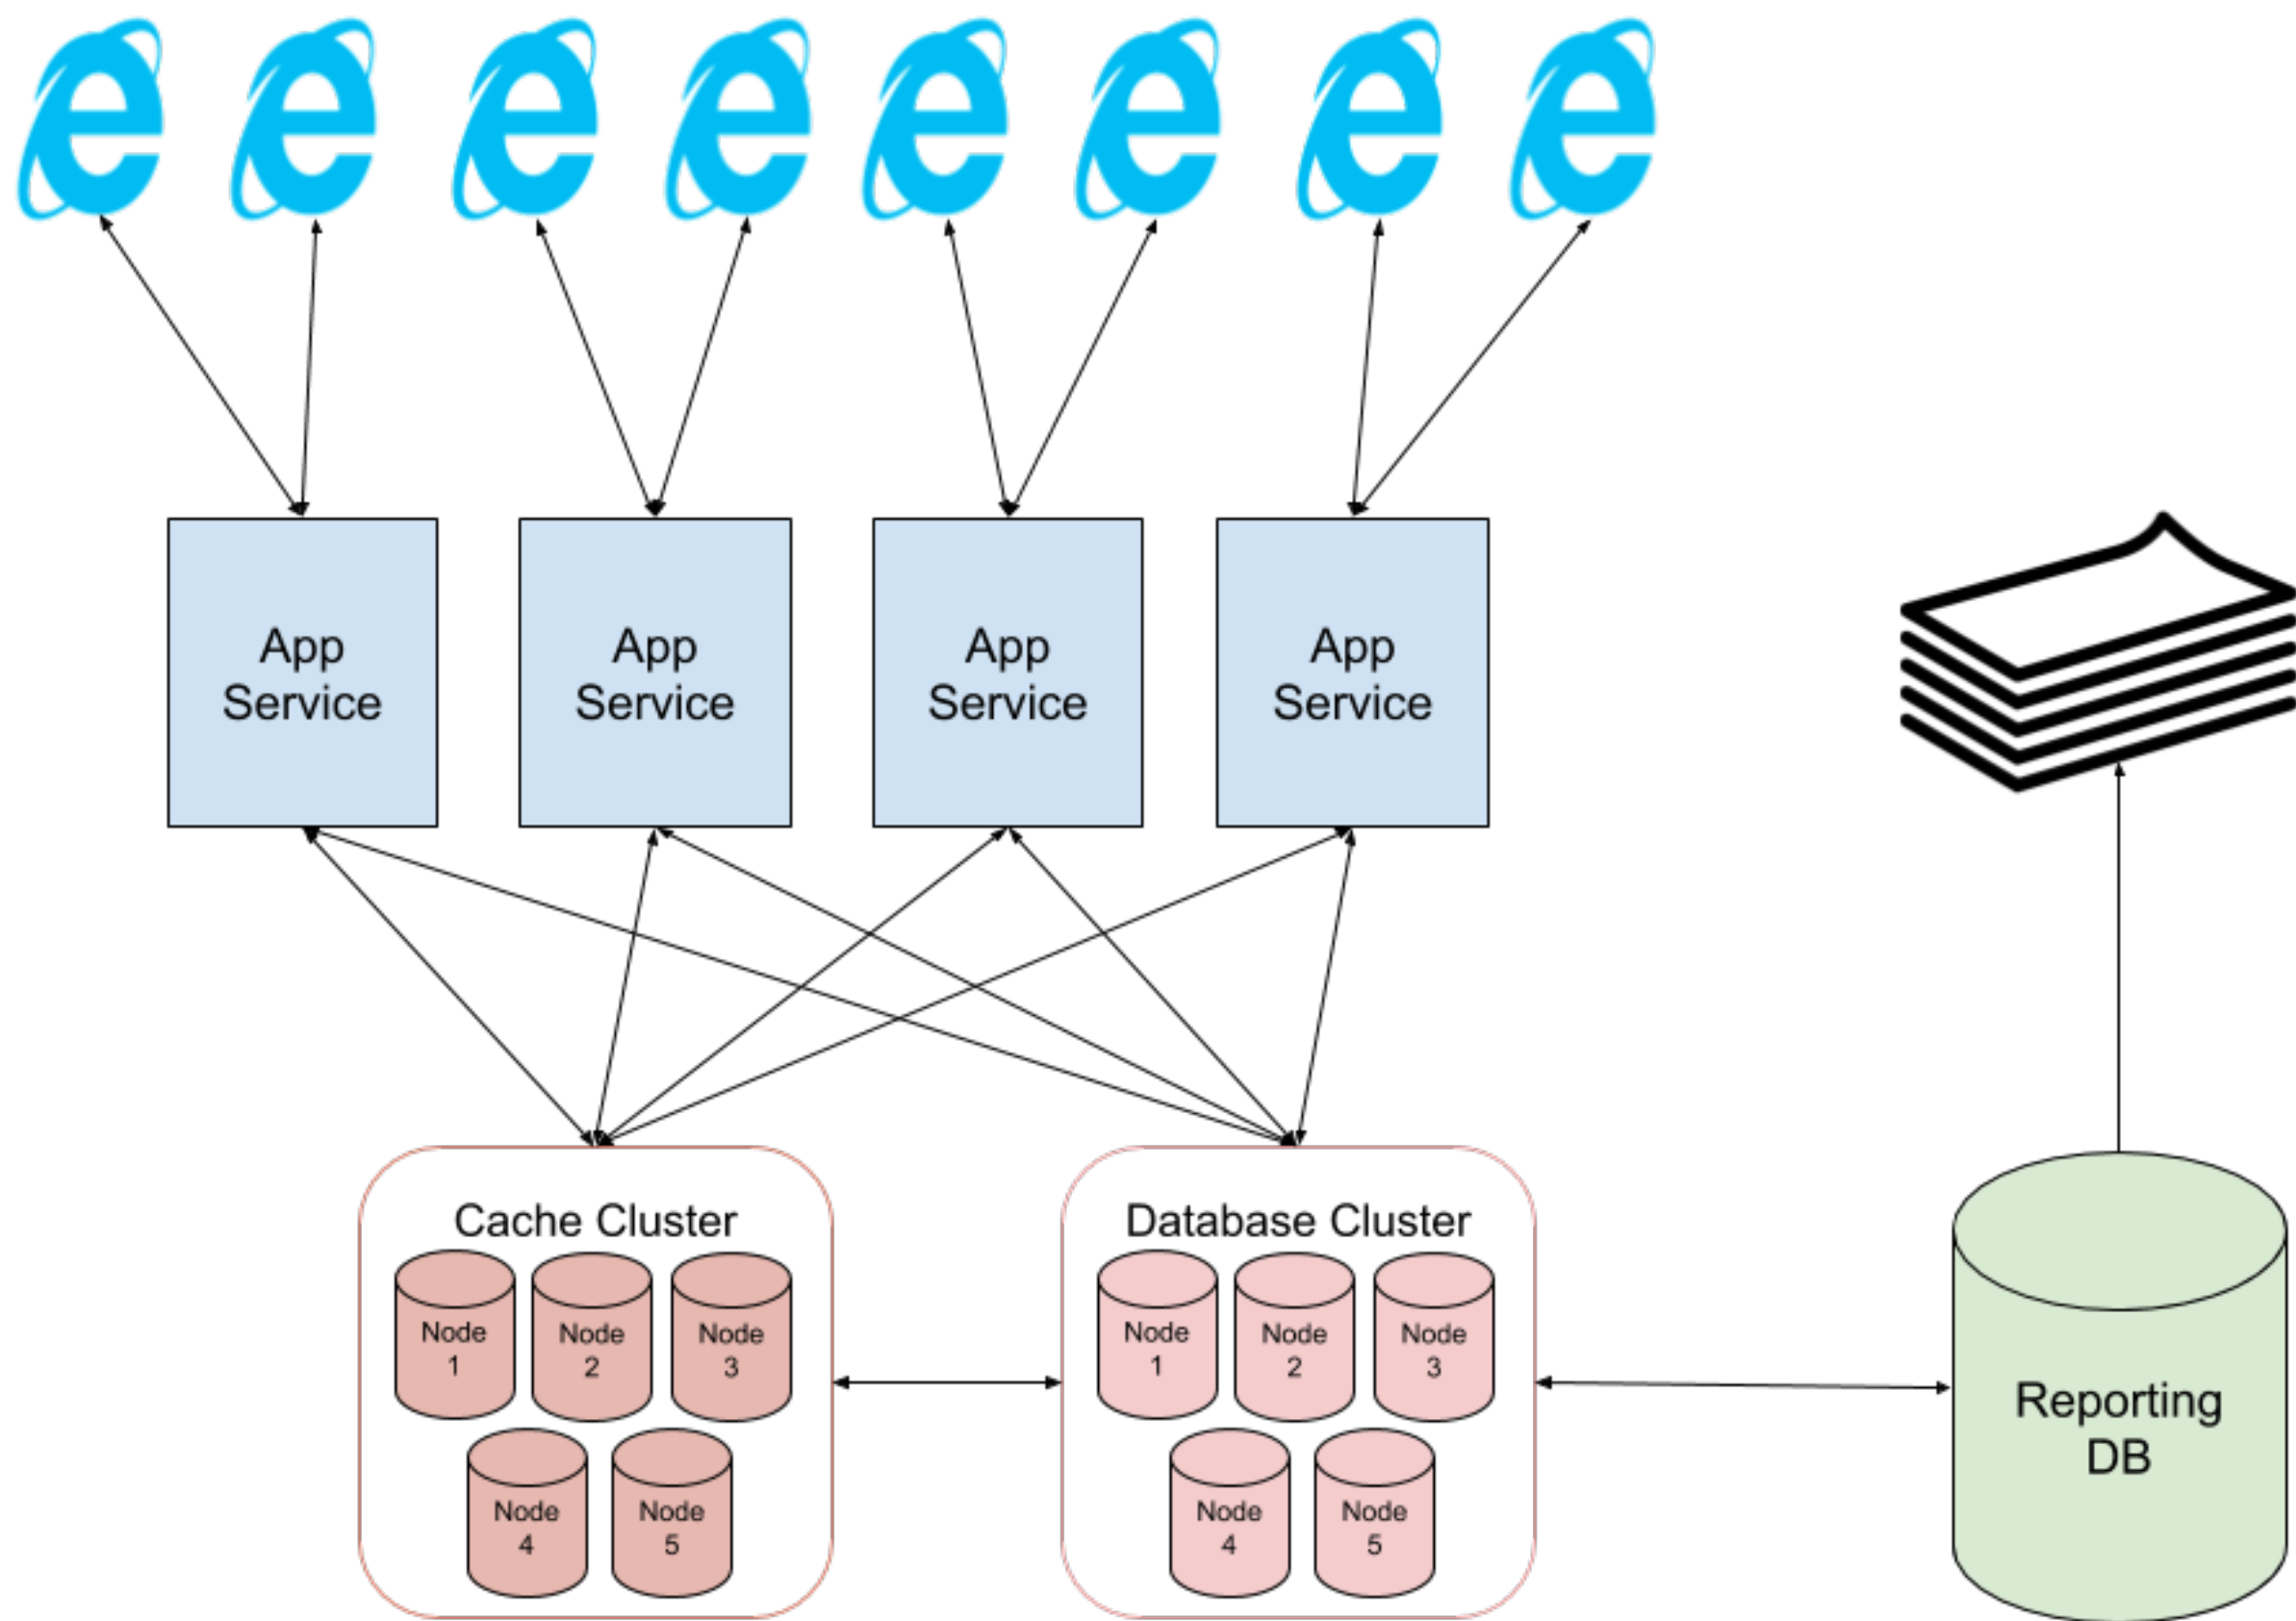 App
Service
App
Service
App
Service
App
Service
Cache Cluster
Node
1
Node
2
Node
3
Node
4
Node
5
Database Cluster
Node
1
Node
2
Node
3
Node
4
Node
5
Reporting
DB